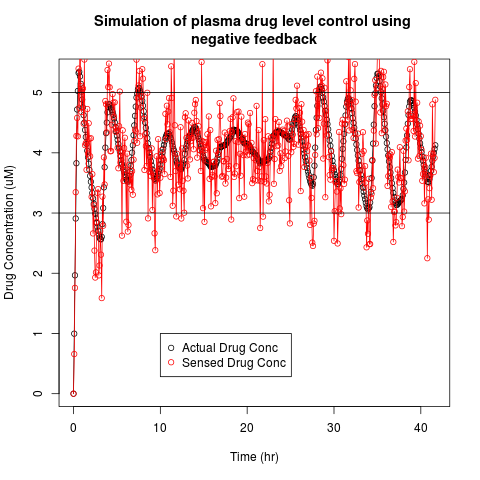 Simulation of plasma drug level control using
negative feedback
Drug Concentration (uM)
5
4
3
2
1
0
Actual Drug Conc
Sensed Drug Conc
0 10 20 30 40
Time (hr)